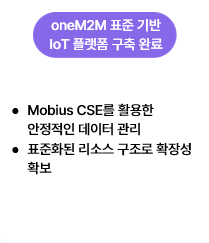 oneM2M 표준 기반
IoT 플랫폼 구축 완료
• Mobius CSE를 활용한
안정적인 데이터 관리
• 표준화된 리소스 구조로 확장성
확보